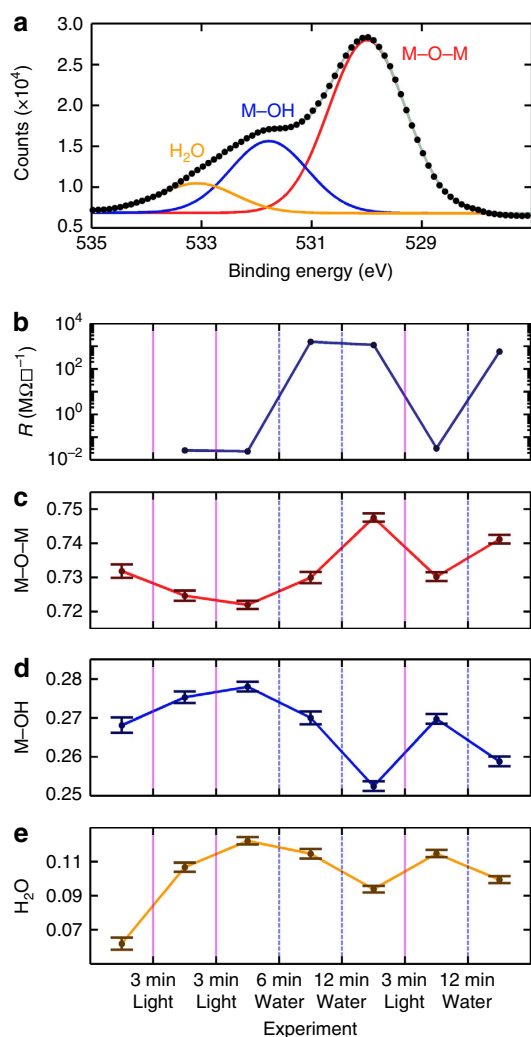 a
3.0
2.5
2.0
1.5
1.0
0.5
Counts (×10⁴)
M–O–M
M–OH
H₂O
535
533
531
529
Binding energy (eV)
b
10⁴
10²
10⁰
10⁻²
R (MΩ□⁻¹)
c
0.75
0.74
0.73
0.72
M–O–M
d
0.28
0.27
0.26
0.25
M–OH
e
0.11
0.09
0.07
H₂O
3 min 3 min 6 min 12 min 3 min 12 min
Light Light Water Water Light Water
Experiment